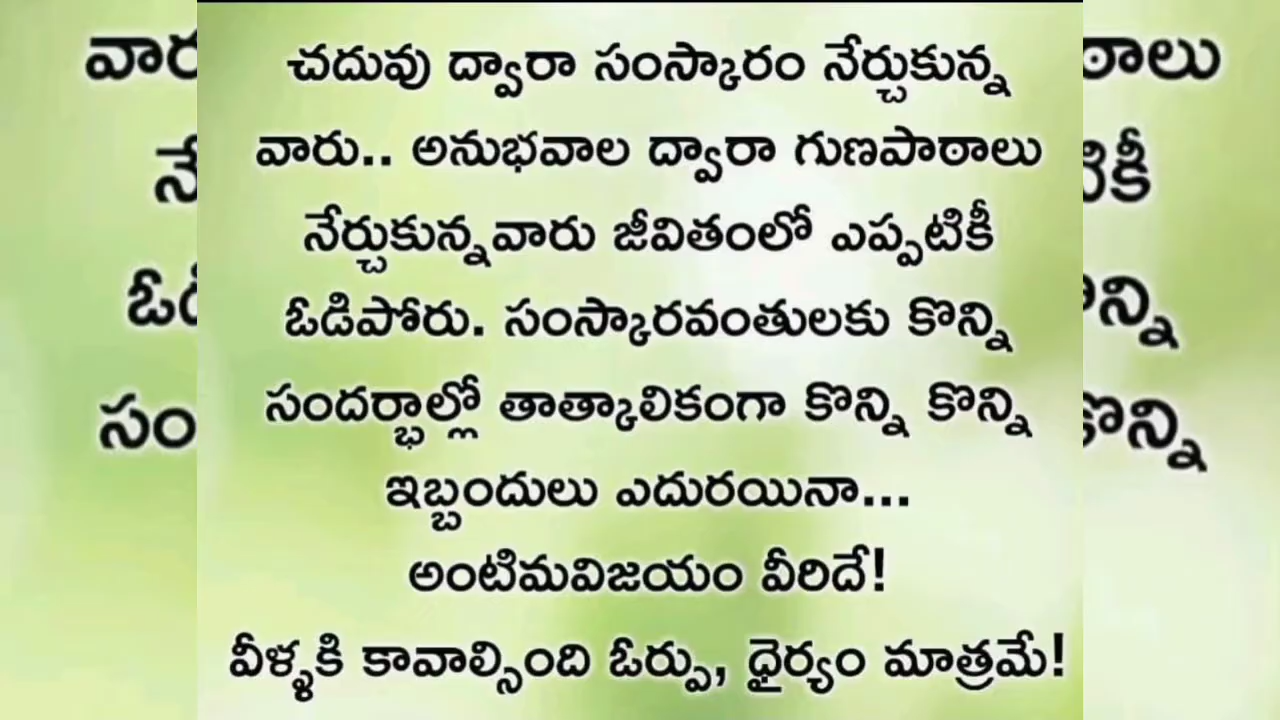 చదువు ద్వారా సంస్కారం నేర్చుకున్న
వారు.. అనుభవాల ద్వారా గుణపాఠాలు
నేర్చుకున్నవారు జీవితంలో ఎప్పటికీ
ఓడిపోరు. సంస్కారవంతులకు కొన్ని
సందర్భాల్లో తాత్కాలికంగా కొన్ని కొన్ని
ఇబ్బందులు ఎదురయినా...
అంటిమవిజయం వీరిదే!
వీళ్ళకి కావాల్సింది ఓర్పు, ధైర్యం మాత్రమే!